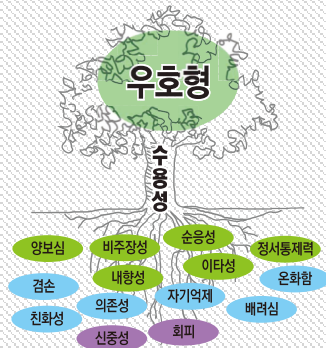 우호형
수용성
양보심
비주장성
순응성
정서통제력
겸손
내향성
이타성
온화함
친화성
의존성
자기억제
배려심
신중성
회피